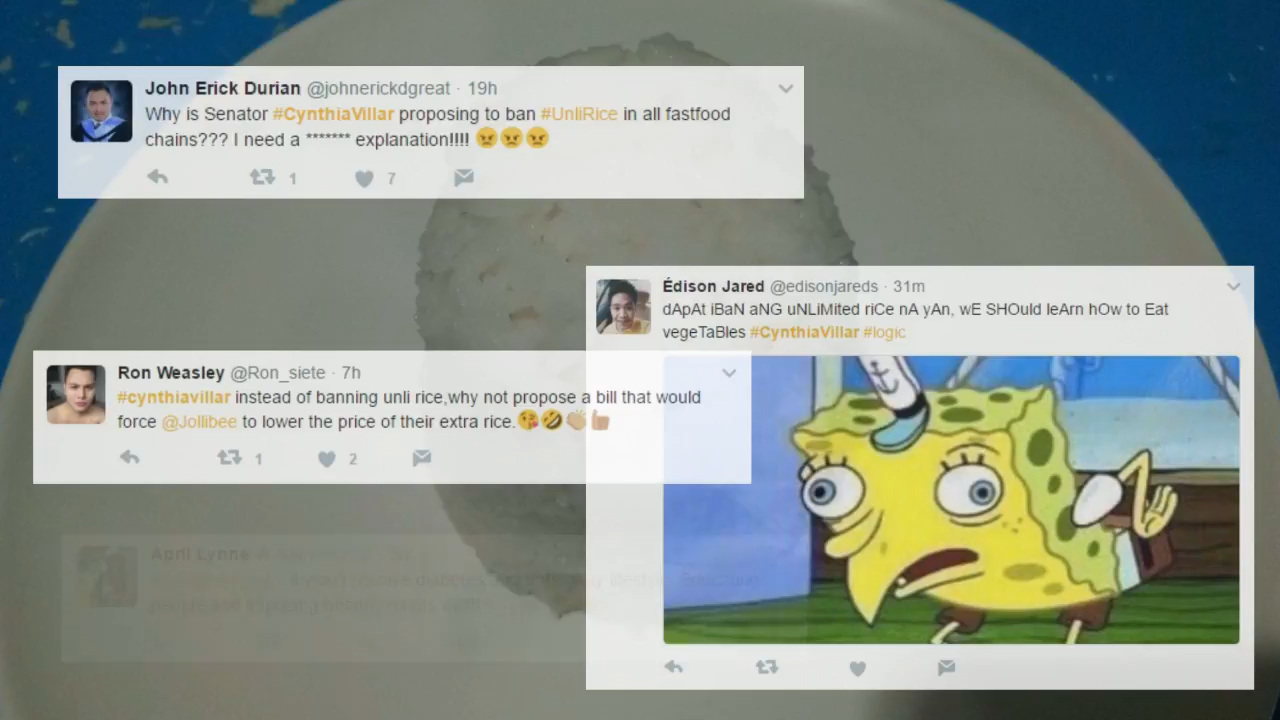 John Erick Durian @johnerickdgreat · 19h
Why is Senator #CynthiaVillar proposing to ban #UnliRice in all fastfood
chains??? I need a ******* explanation!!!! 😠😠😠
1 7
Édison Jared @edisonjareds · 31m
dApAt iBaN aNG uNLiMited riCe nA yAn, wE SHOuld leArn hOw to Eat
vegeTaBles #CynthiaVillar #logic
Ron Weasley @Ron_siete · 7h
#cynthiavillar instead of banning unli rice,why not propose a bill that would
force @Jollibee to lower the price of their extra rice.😘🤣👏👍
1 2
April Lynne